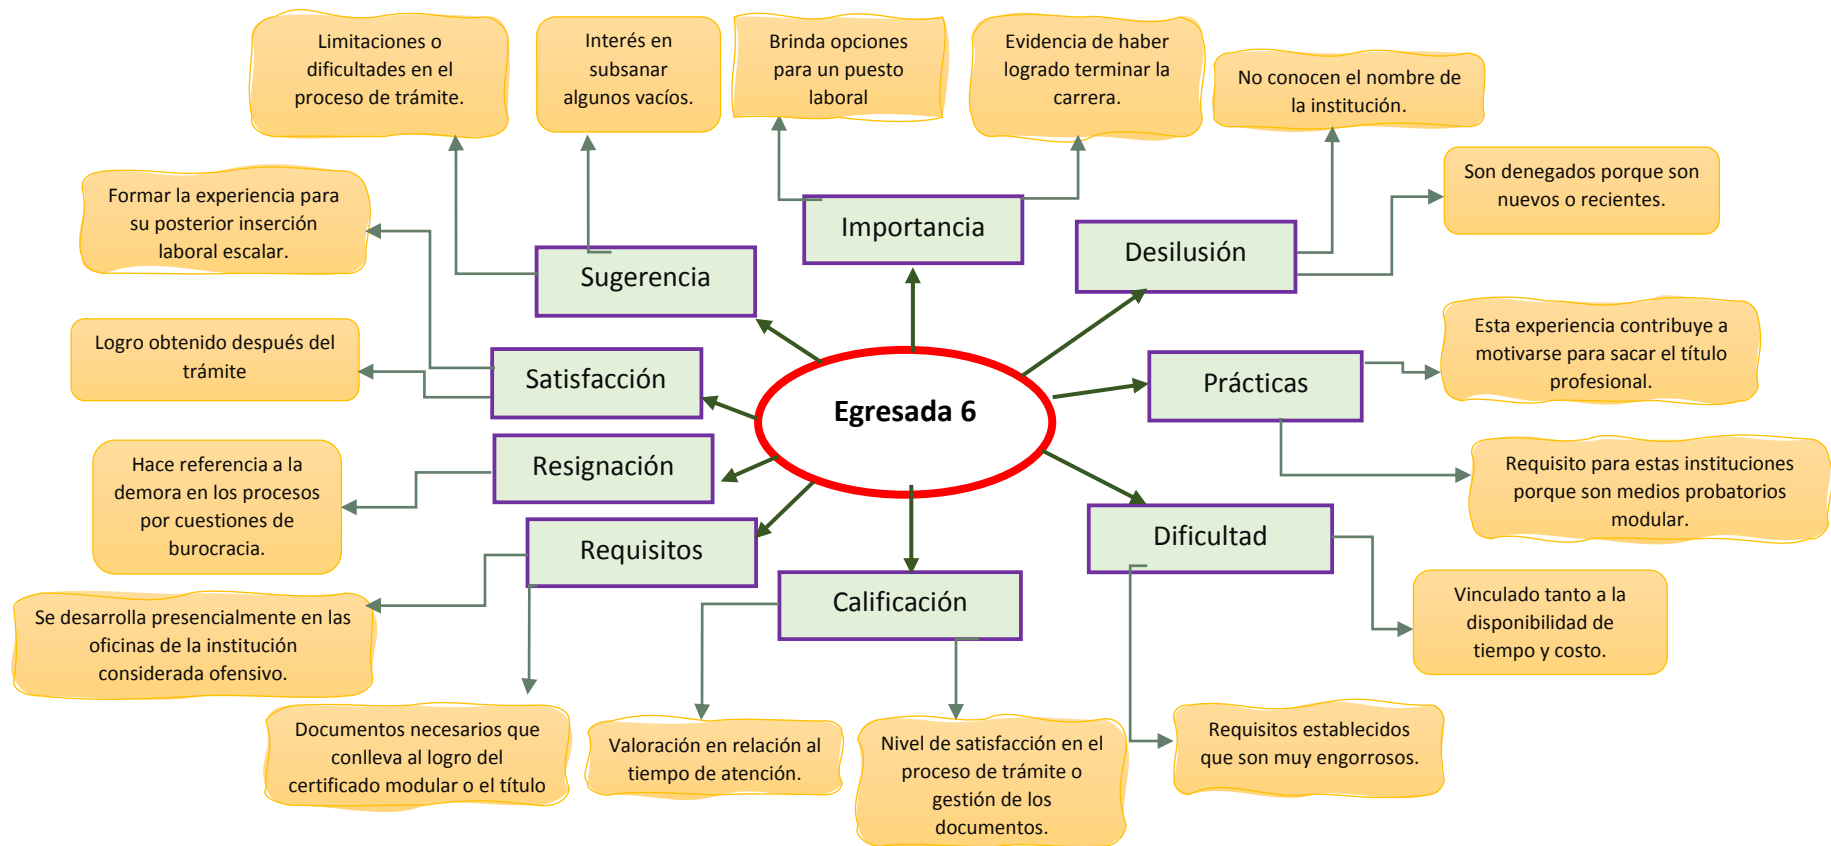 Limitaciones o
dificultades en el
proceso de trámite.
Interés en
subsanar
algunos vacíos.
Brinda opciones
para un puesto
laboral
Evidencia de haber
logrado terminar la
carrera.
No conocen el nombre de
la institución.
Son denegados porque son
nuevos o recientes.
Formar la experiencia para
su posterior inserción
laboral escalar.
Sugerencia
Importancia
Desilusión
Logro obtenido después del
trámite
Satisfacción
Egresada 6
Prácticas
Esta experiencia contribuye a
motivarse para sacar el título
profesional.
Hace referencia a la
demora en los procesos
por cuestiones de
burocracia.
Resignación
Requisito para estas instituciones
porque son medios probatorios
modular.
Requisitos
Calificación
Dificultad
Se desarrolla presencialmente en las
oficinas de la institución
considerada ofensivo.
Vinculado tanto a la
disponibilidad de
tiempo y costo.
Documentos necesarios que
conlleva al logro del
certificado modular o el título
Valoración en relación al
tiempo de atención.
Nivel de satisfacción en el
proceso de trámite o
gestión de los
documentos.
Requisitos establecidos
que son muy engorrosos.